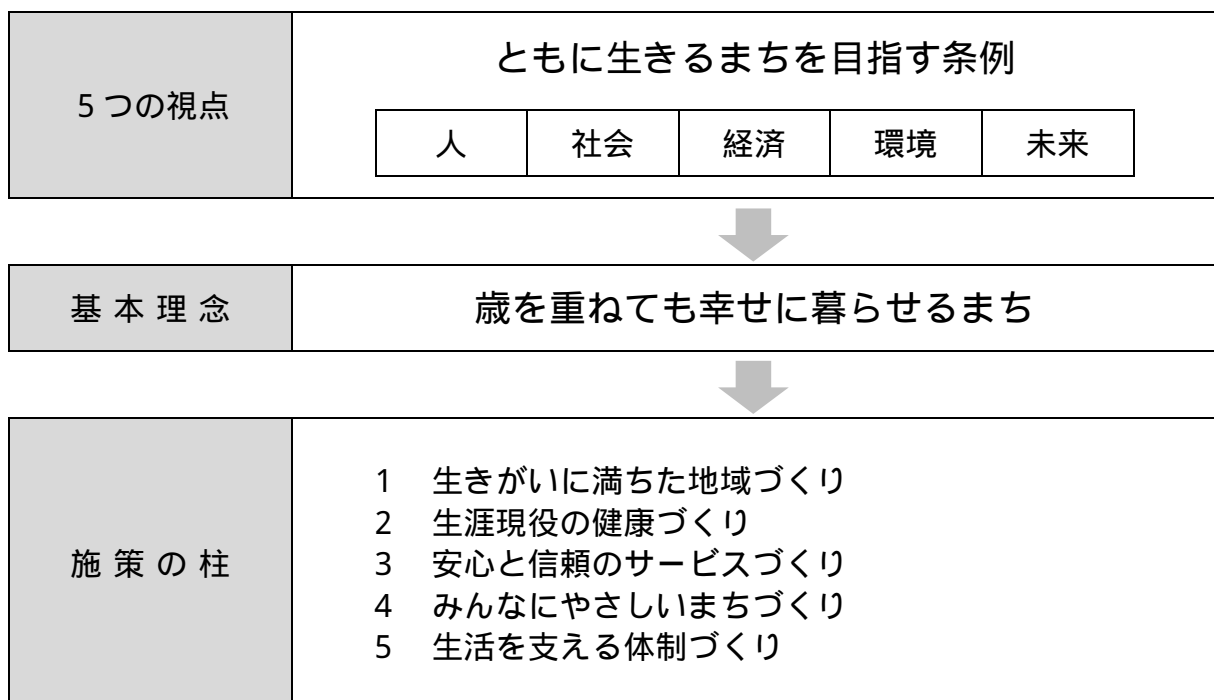 5つの視点
ともに生きるまちを目指す条例
人 社会 経済 環境 未来
基本理念
歳を重ねても幸せに暮らせるまち
施策の柱
1 生きがいに満ちた地域づくり
2 生涯現役の健康づくり
3 安心と信頼のサービスづくり
4 みんなにやさしいまちづくり
5 生活を支える体制づくり